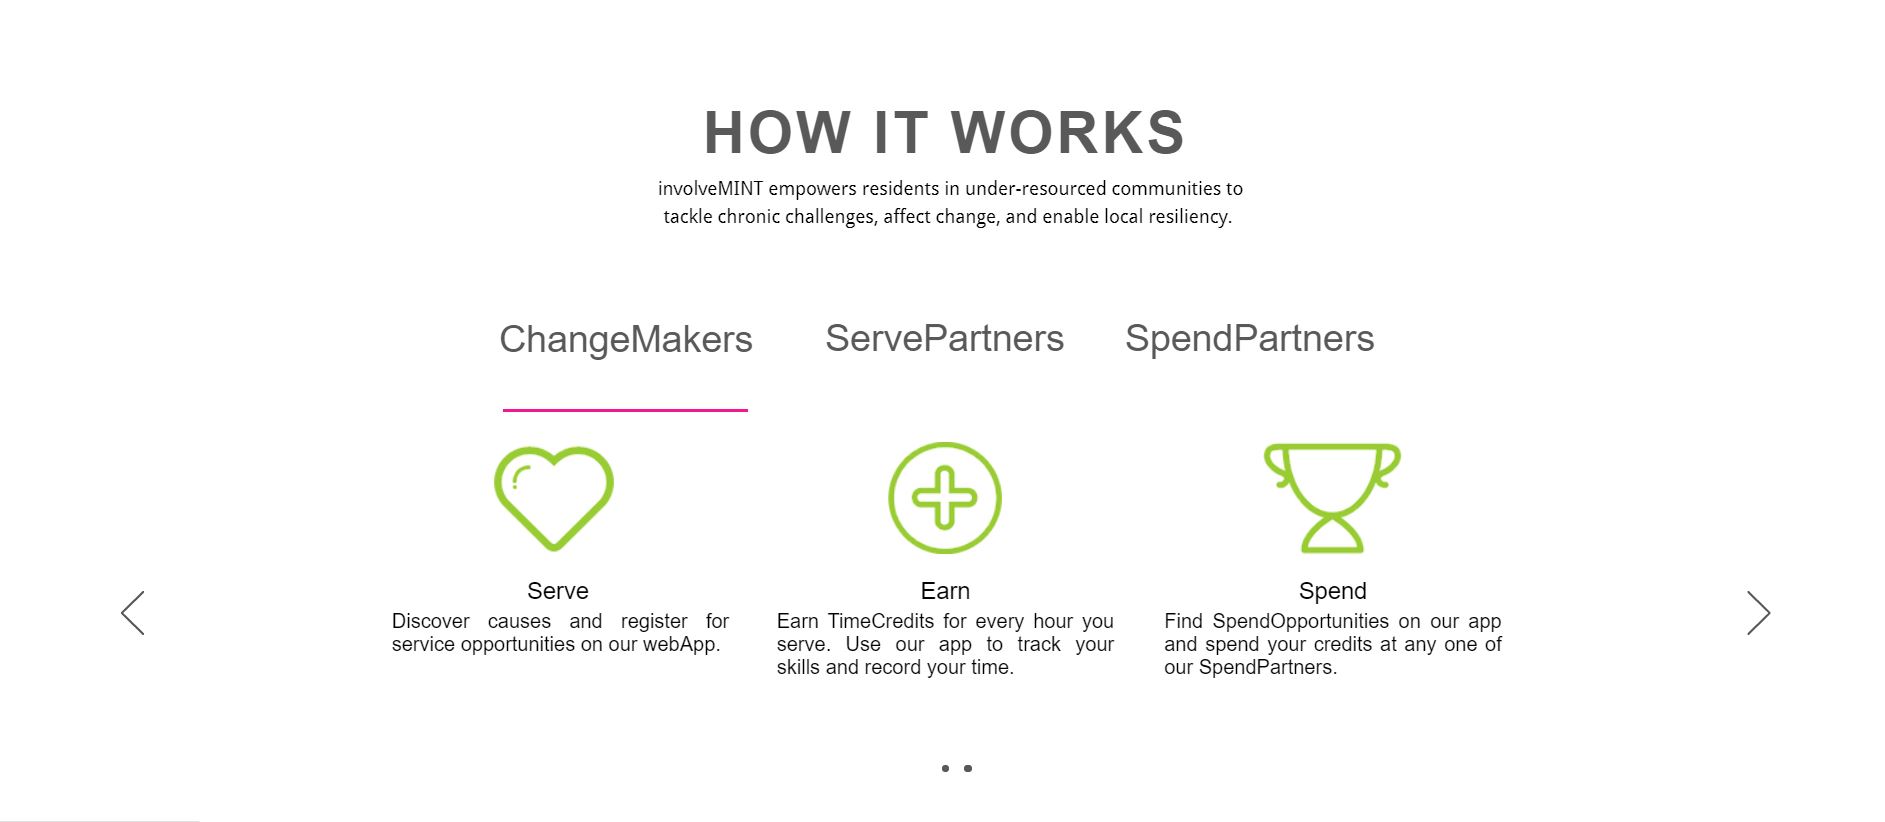 HOW IT WORKS
involveMINT empowers residents in under-resourced communities to
tackle chronic challenges, affect change, and enable local resiliency.
ChangeMakers
ServePartners
SpendPartners
Serve
Discover causes and register for
service opportunities on our webApp.
Earn
Earn TimeCredits for every hour you
serve. Use our app to track your
skills and record your time.
Spend
Find SpendOpportunities on our app
and spend your credits at any one of
our SpendPartners.